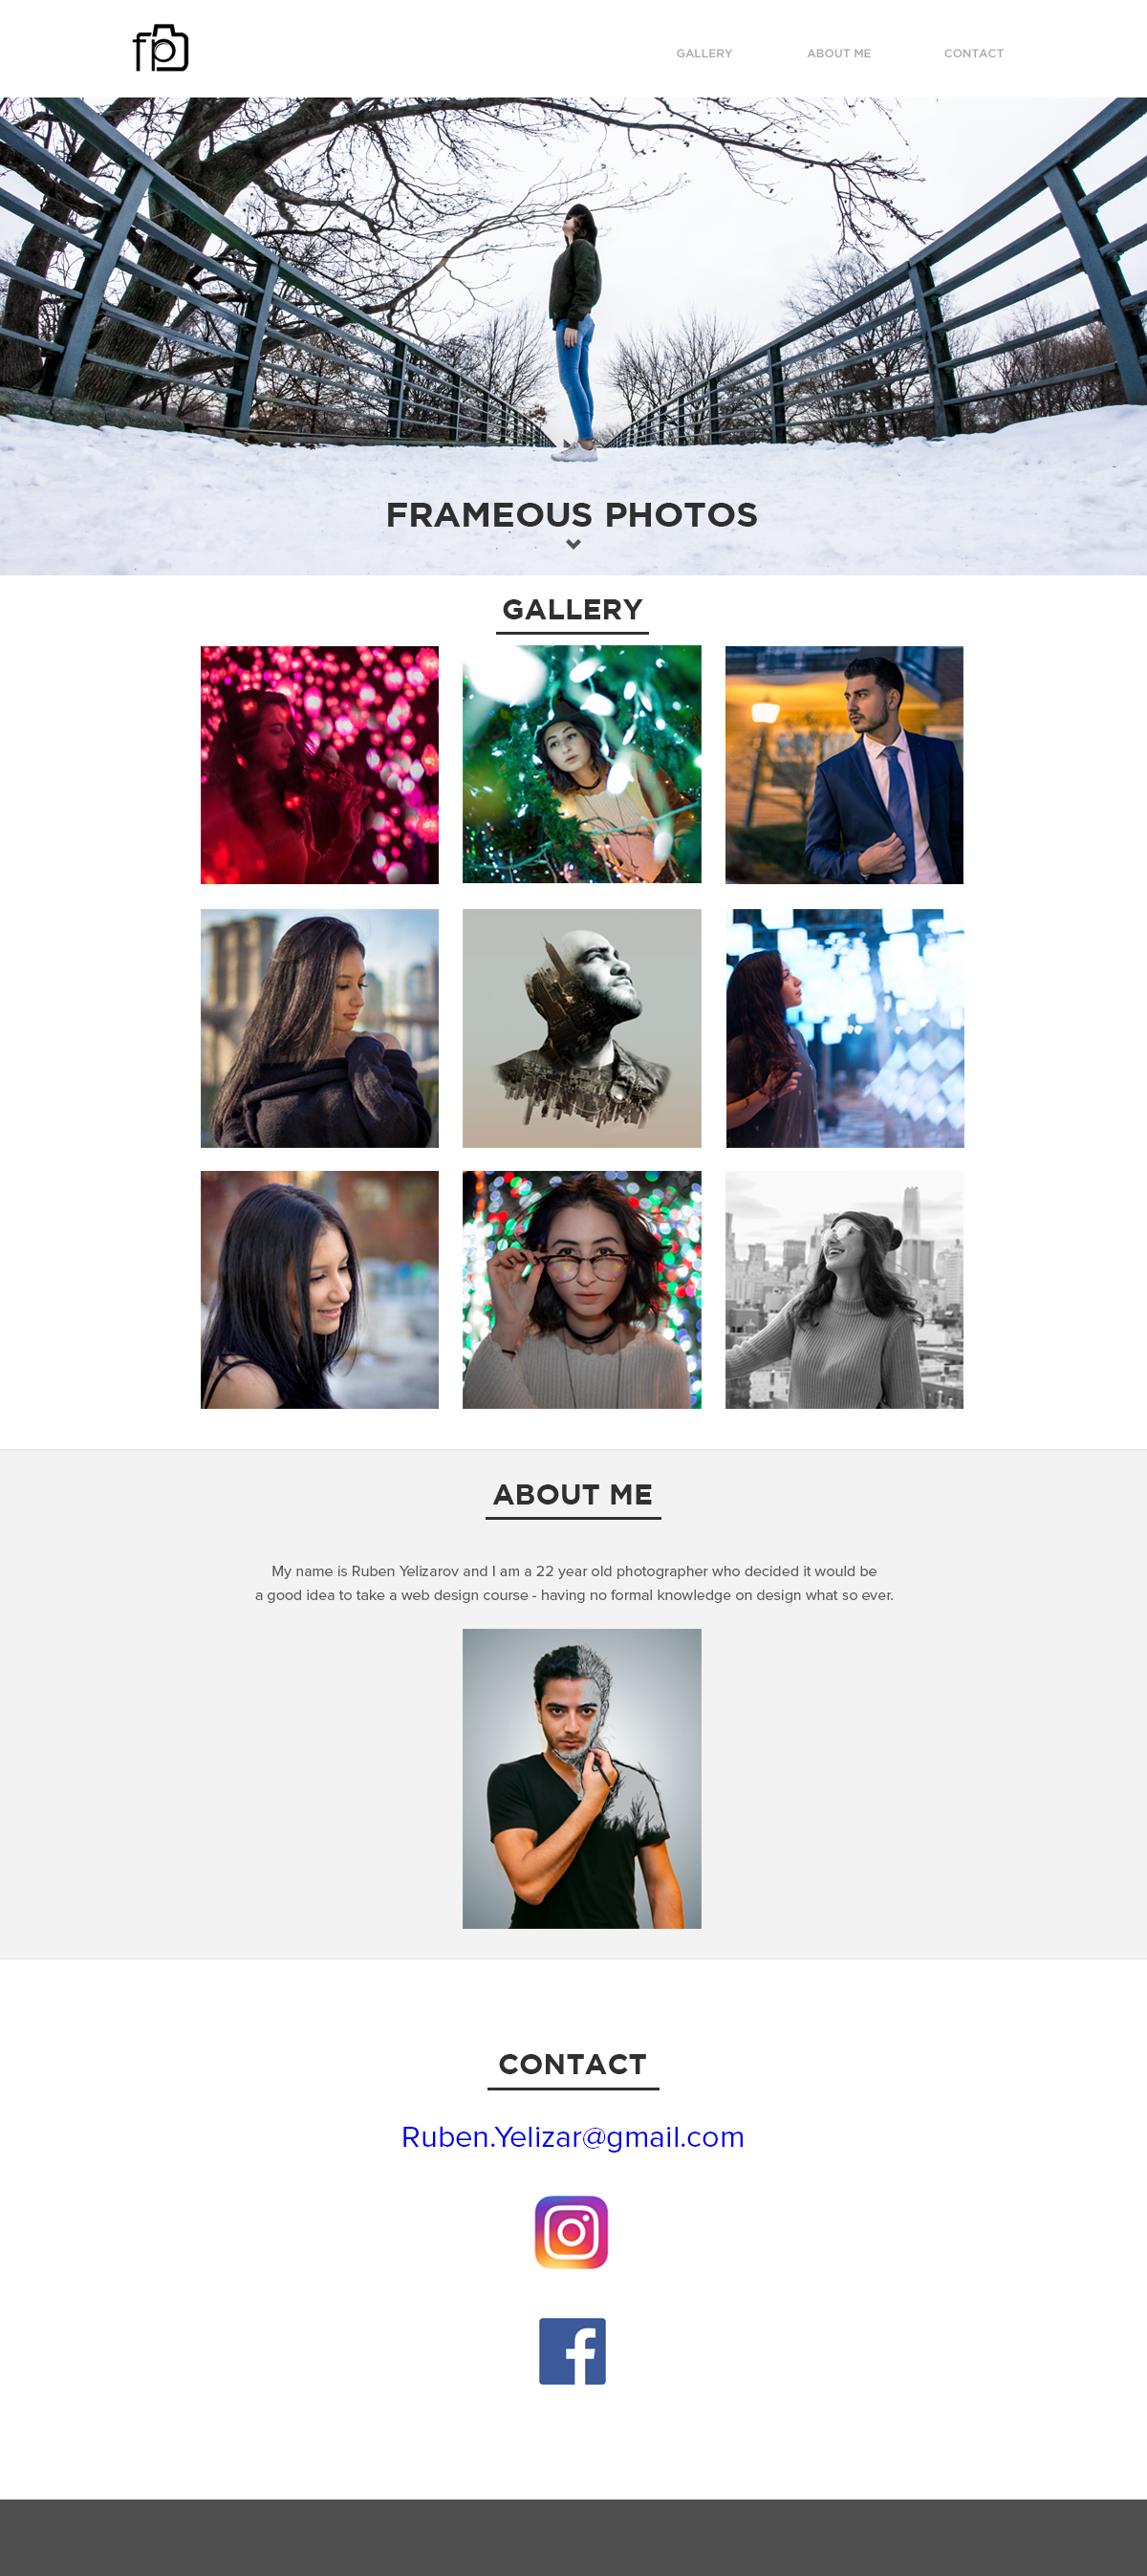 fp
GALLERY
ABOUT ME
CONTACT
FRAMEOUS PHOTOS
GALLERY
ABOUT ME
My name is Ruben Yelizarov and I am a 22 year old photographer who decided it would be
a good idea to take a web design course - having no formal knowledge on design what so ever.
CONTACT
Ruben.Yelizar@gmail.com